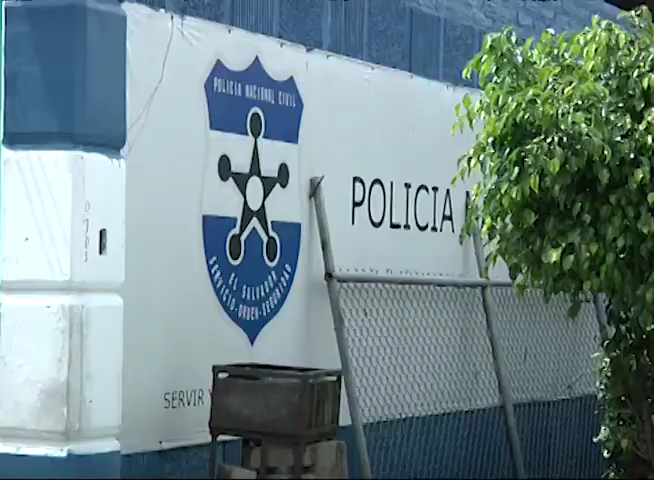 POLICIA NACIONAL CIVIL
POLICIA
EL SALVADOR
SERVICIO-ORDEN-SEGURIDAD
SERVIR